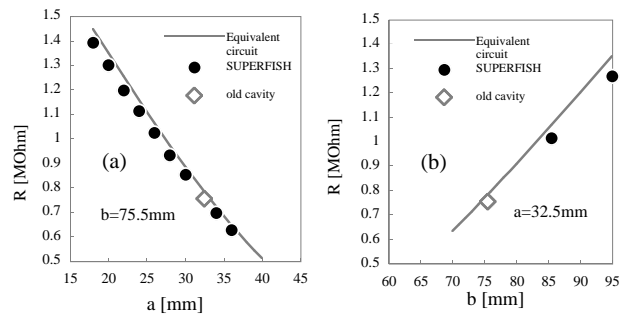 1.5
1.4
1.3
1.2
1.1
1
0.9
0.8
0.7
0.6
0.5
R [MOhm]
Equivalent
circuit
SUPERFISH
old cavity
(a)
b=75.5mm
15 20 25 30 35 40 45
a [mm]
1.5
1.4
1.3
1.2
1.1
1
0.9
0.8
0.7
0.6
0.5
R [MOhm]
Equivalent
circuit
SUPERFISH
old cavity
(b)
a=32.5mm
60 65 70 75 80 85 90 95
b [mm]